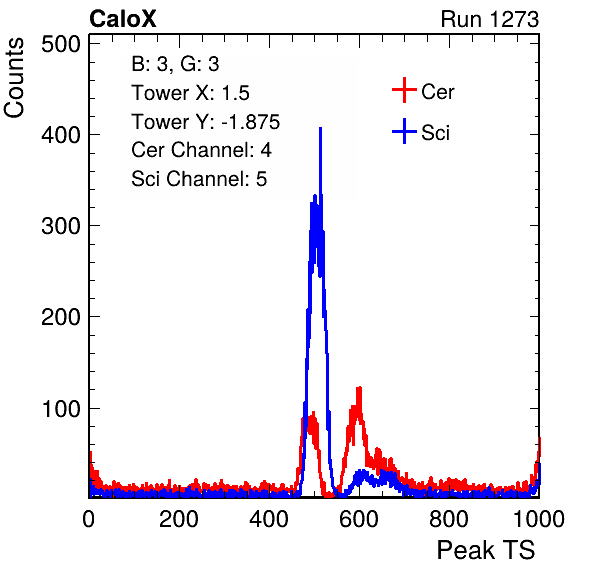 CaloX Run 1273
Counts
500
400
300
200
100
B: 3, G: 3
Tower X: 1.5
Tower Y: -1.875
Cer Channel: 4
Sci Channel: 5
Cer
Sci
0 200 400 600 800 1000
Peak TS